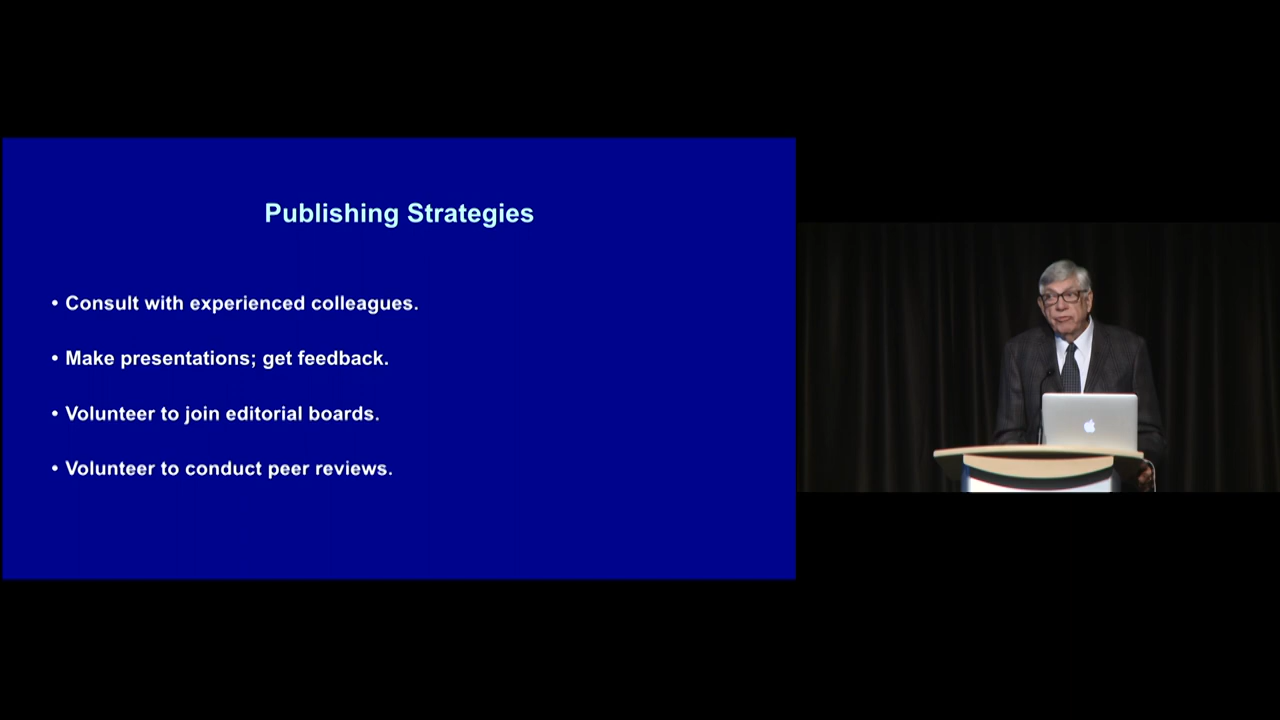 Publishing Strategies
• Consult with experienced colleagues.
• Make presentations; get feedback.
• Volunteer to join editorial boards.
• Volunteer to conduct peer reviews.